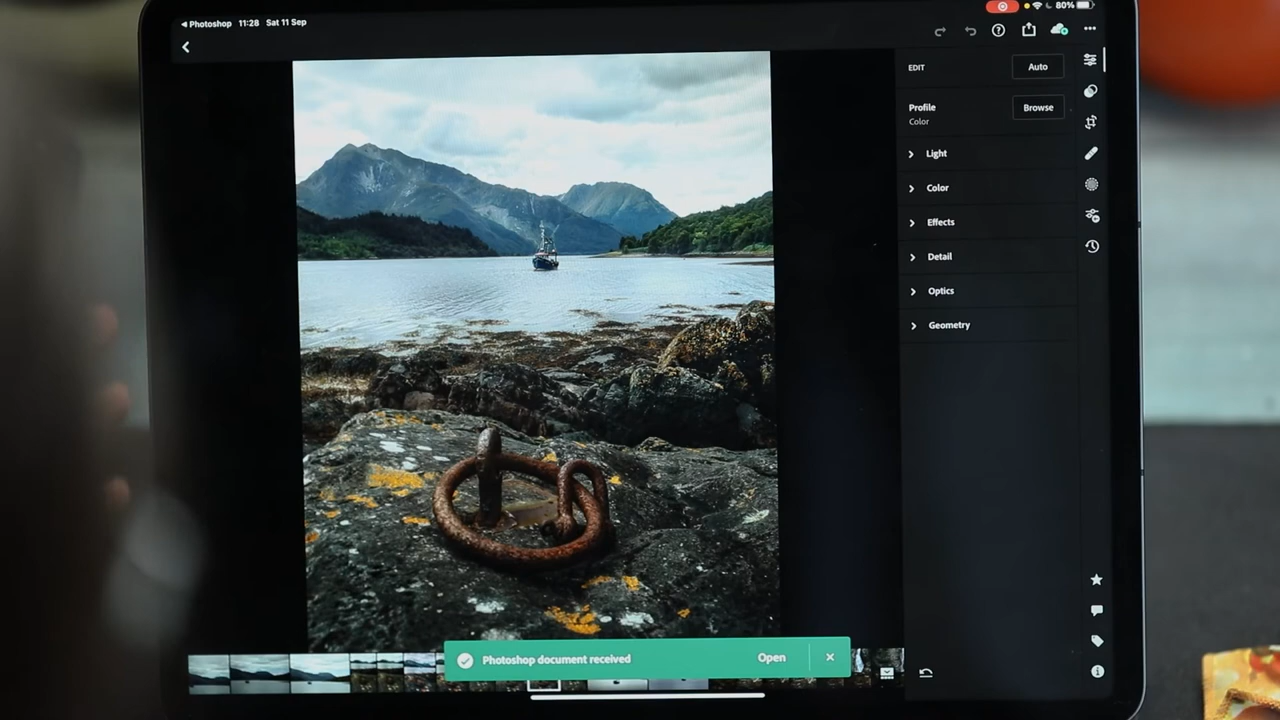 Photoshop 11:28 Sat 11 Sep
80%
EDIT
Auto
Profile
Color
Browse
Light
Color
Effects
Detail
Optics
Geometry
Photoshop document received
Open